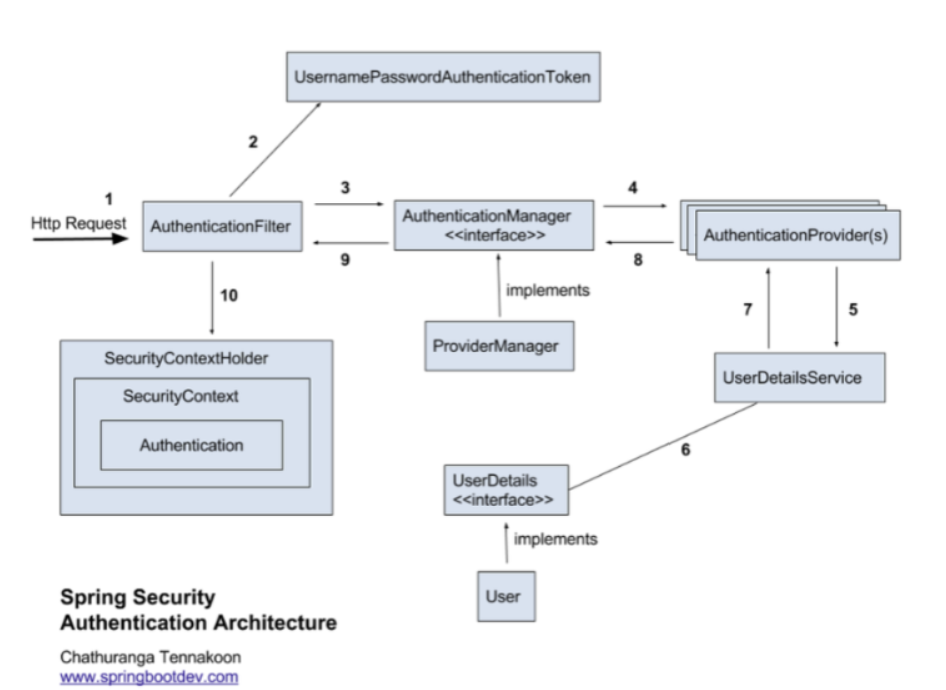 UsernamePasswordAuthenticationToken
2
1
3
4
Http Request
AuthenticationFilter
AuthenticationManager
<<interface>>
AuthenticationProvider(s)
9
8
10
implements
7
5
ProviderManager
SecurityContextHolder
SecurityContext
Authentication
UserDetailsService
6
UserDetails
<<interface>>
implements
User
Spring Security
Authentication Architecture
Chathuranga Tennakoon
www.springbootdev.com